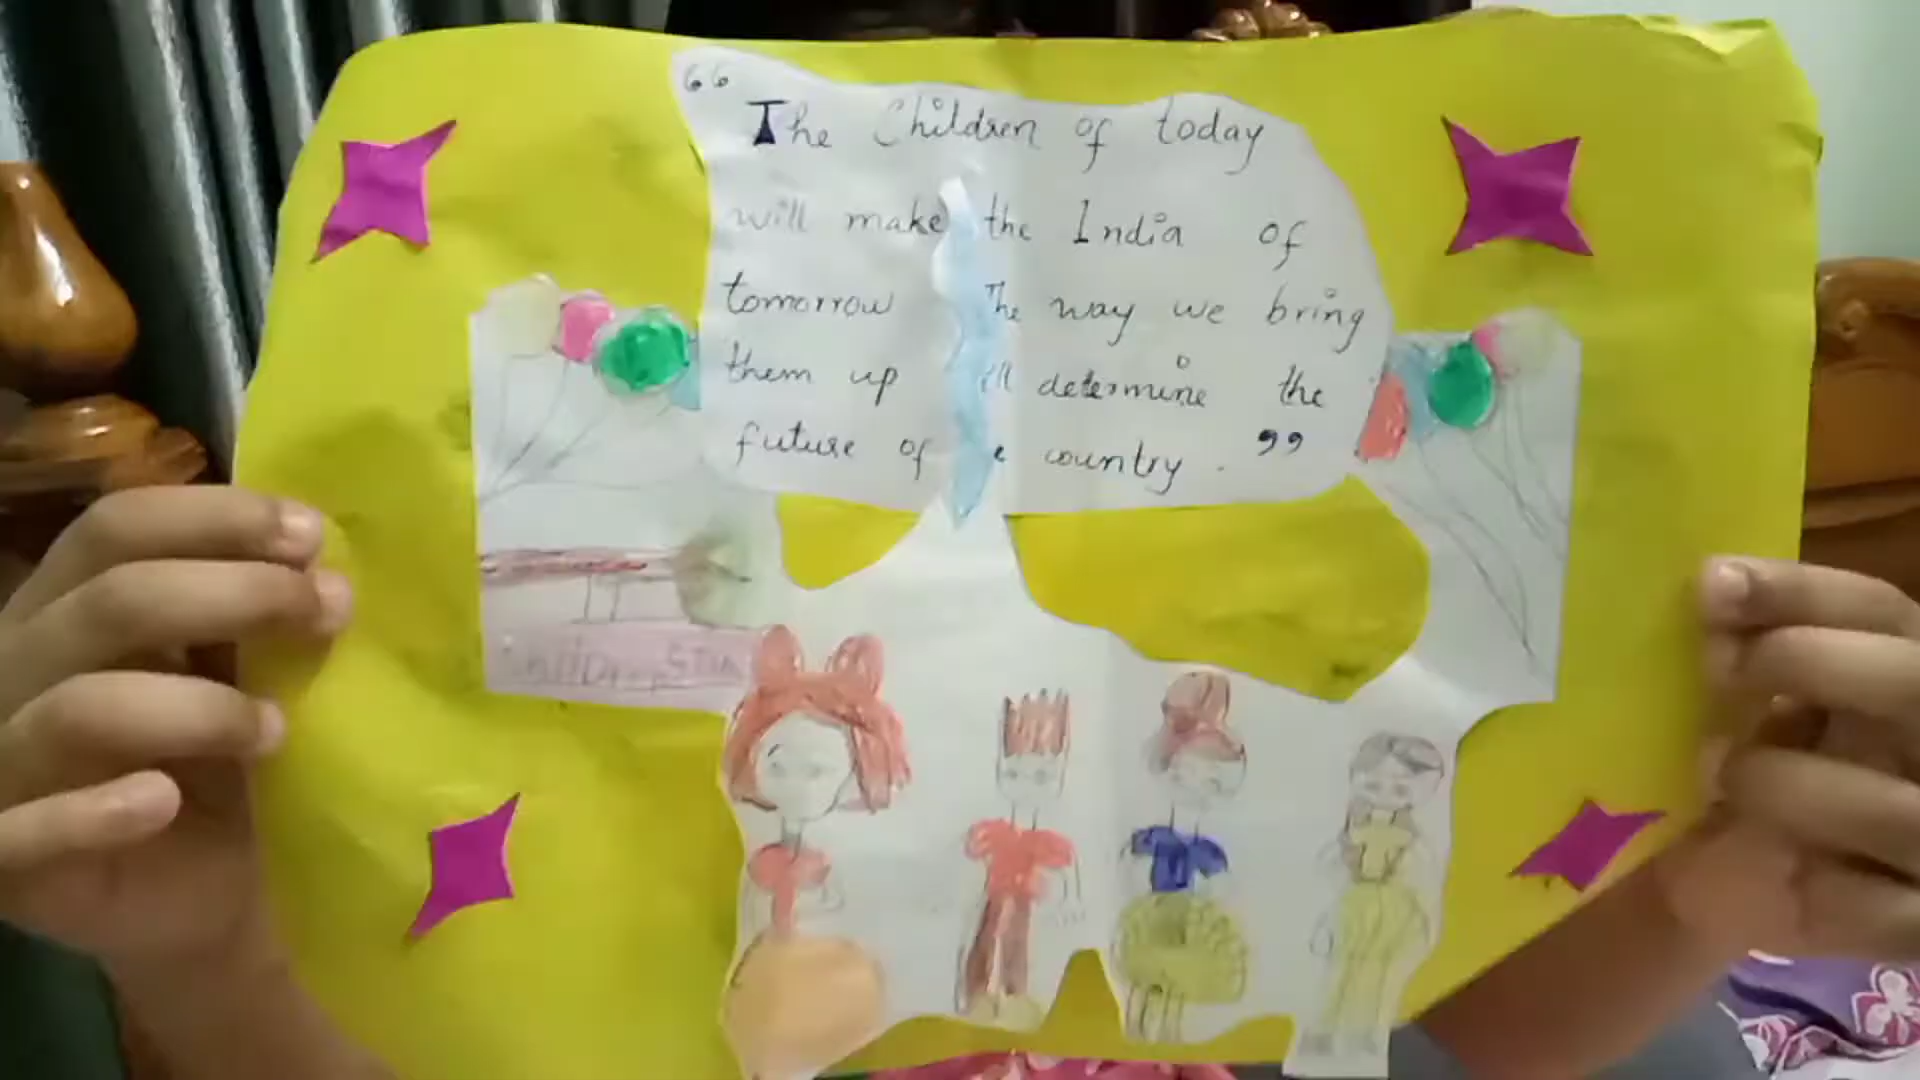 “ The Children of today
will make the India of
tomorrow The way we bring
them up determine the
future of country . ”